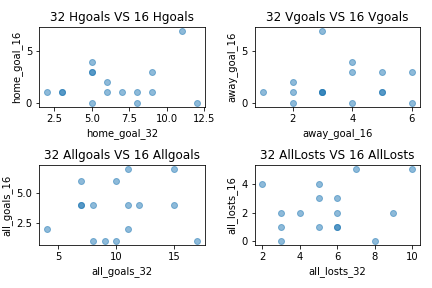 32 Hgoals VS 16 Hgoals
32 Vgoals VS 16 Vgoals
home_goal_16
5
0
2.5
5.0
7.5
10.0
12.5
home_goal_32
away_goal_16
5
0
2
4
6
away_goal_16
32 Allgoals VS 16 Allgoals
32 AllLosts VS 16 AllLosts
all_goals_16
5.0
2.5
5
10
15
all_goals_32
all_losts_16
4
2
0
2
4
6
8
10
all_losts_32